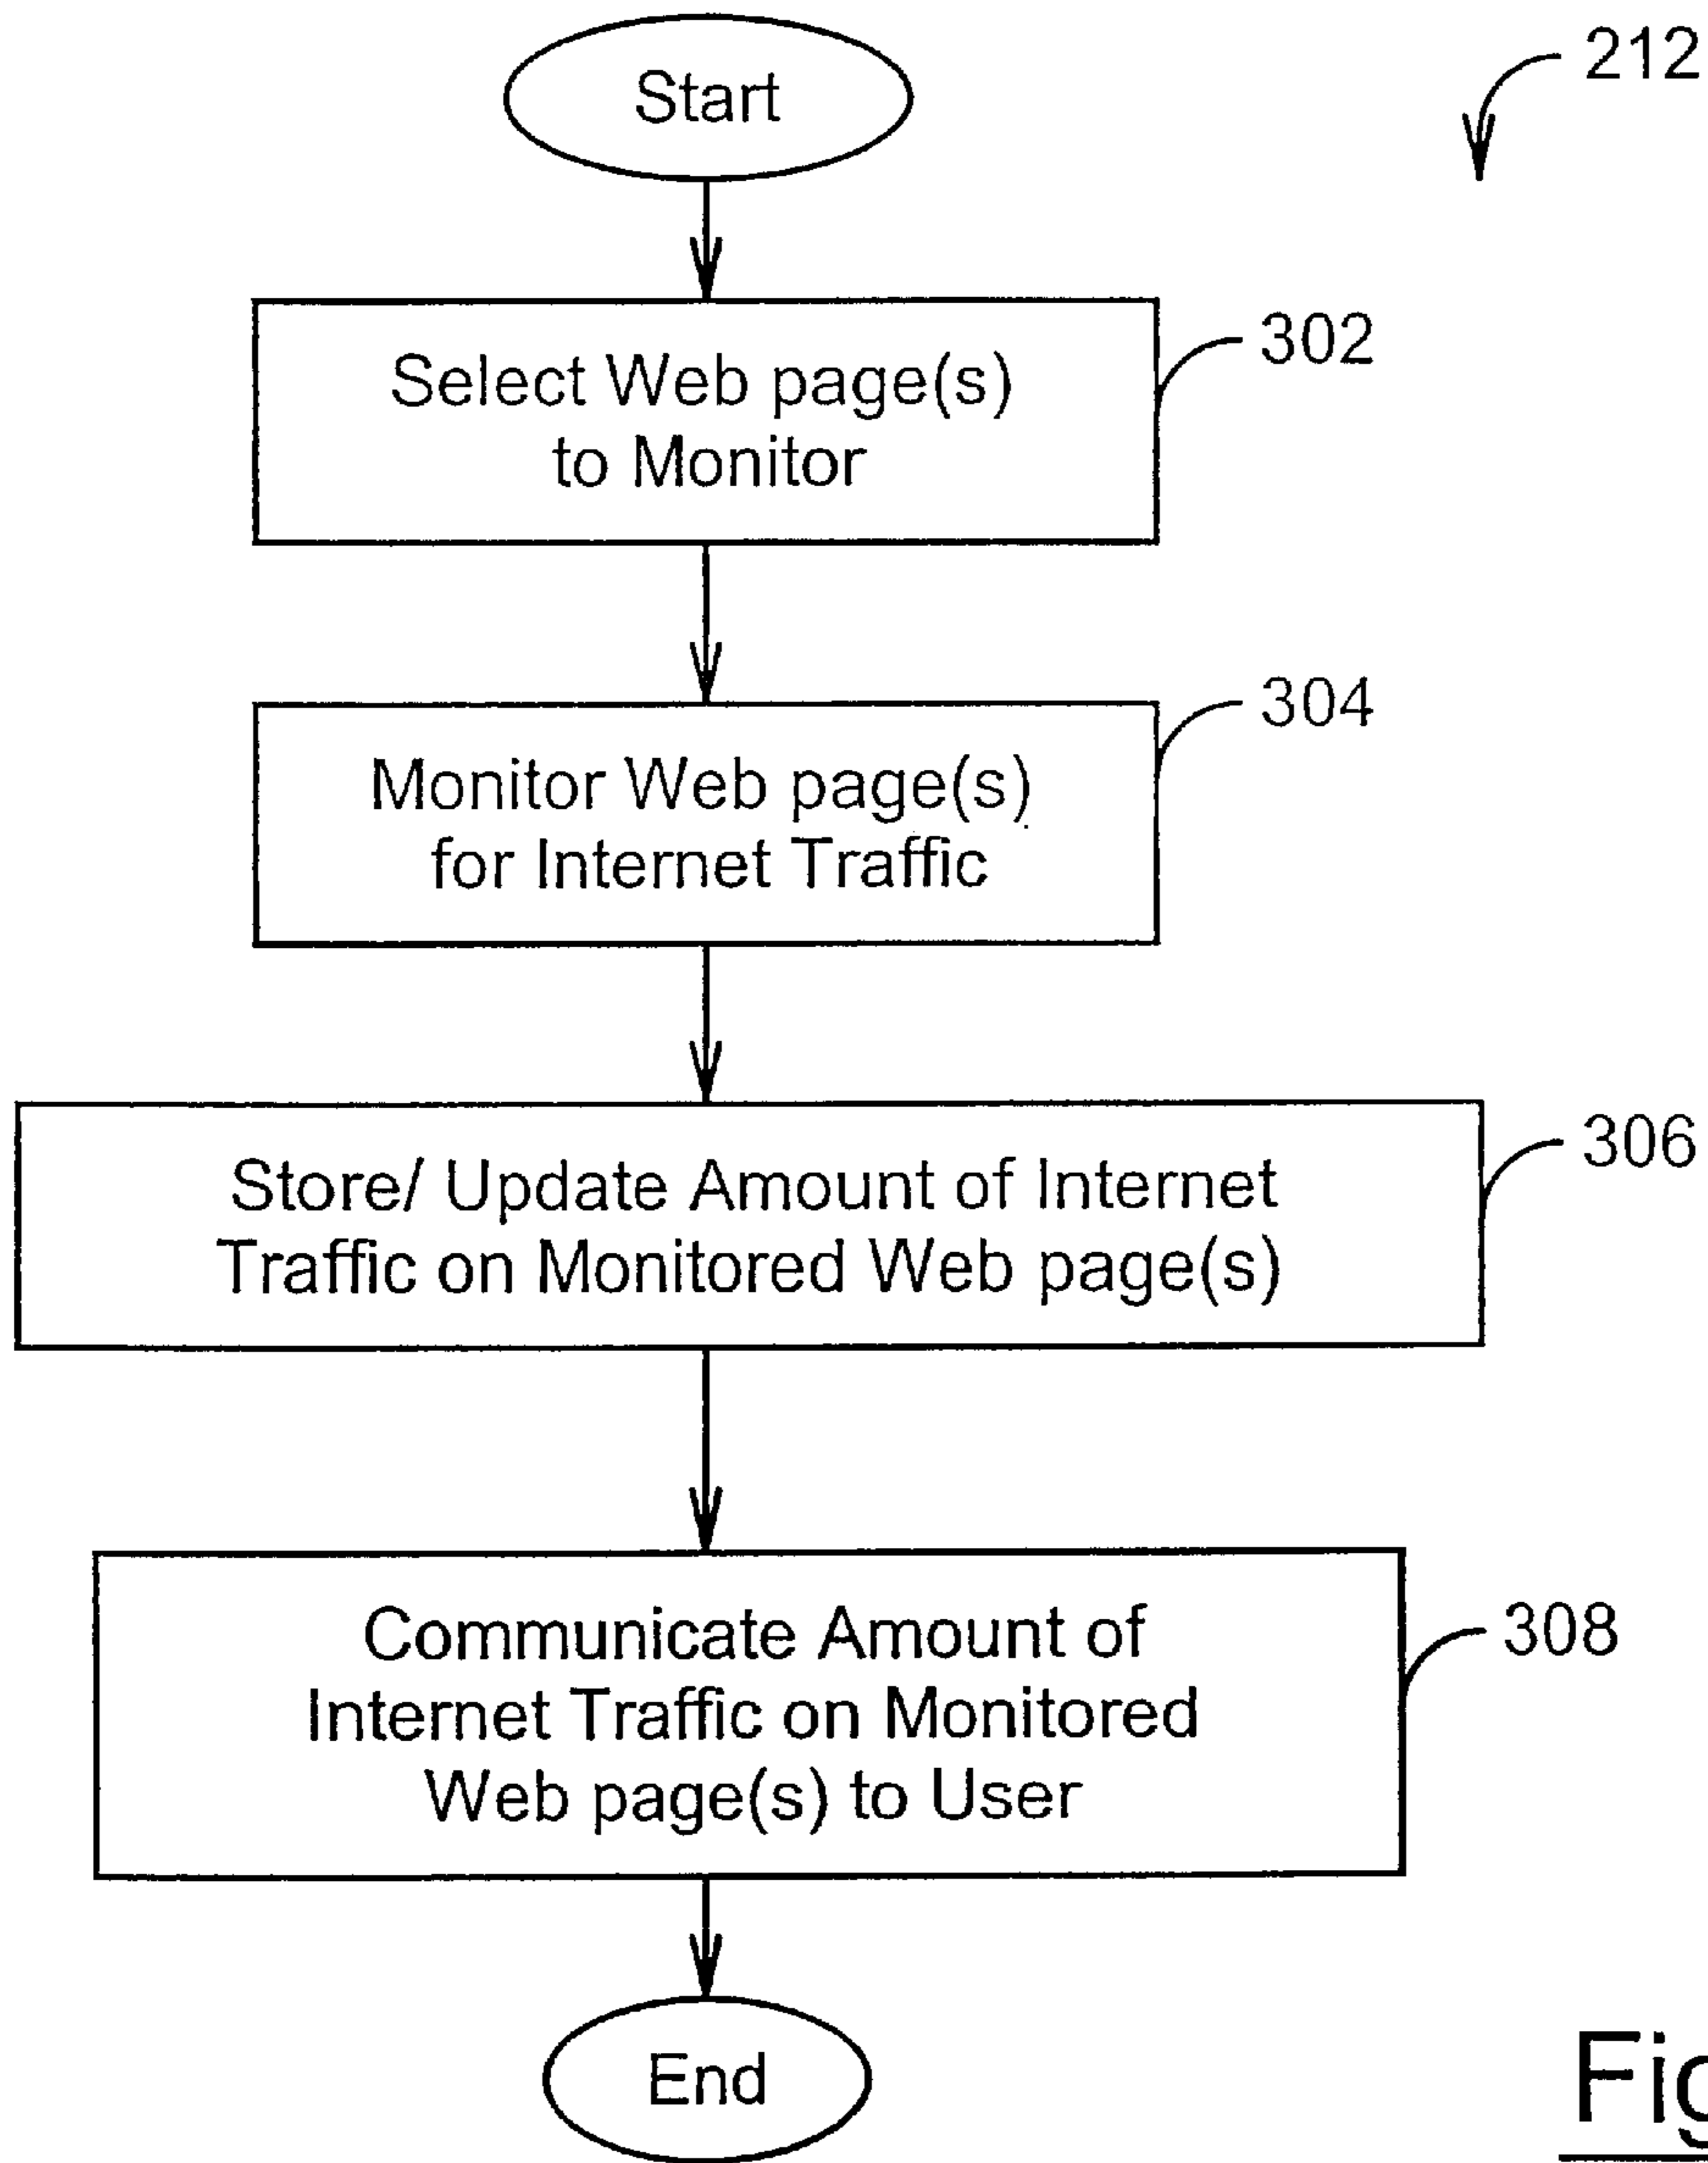 Start
212
Select Web page(s)
to Monitor
302
Monitor Web page(s)
for Internet Traffic
304
Store/ Update Amount of Internet
Traffic on Monitored Web page(s)
306
Communicate Amount of
Internet Traffic on Monitored
Web page(s) to User
308
End